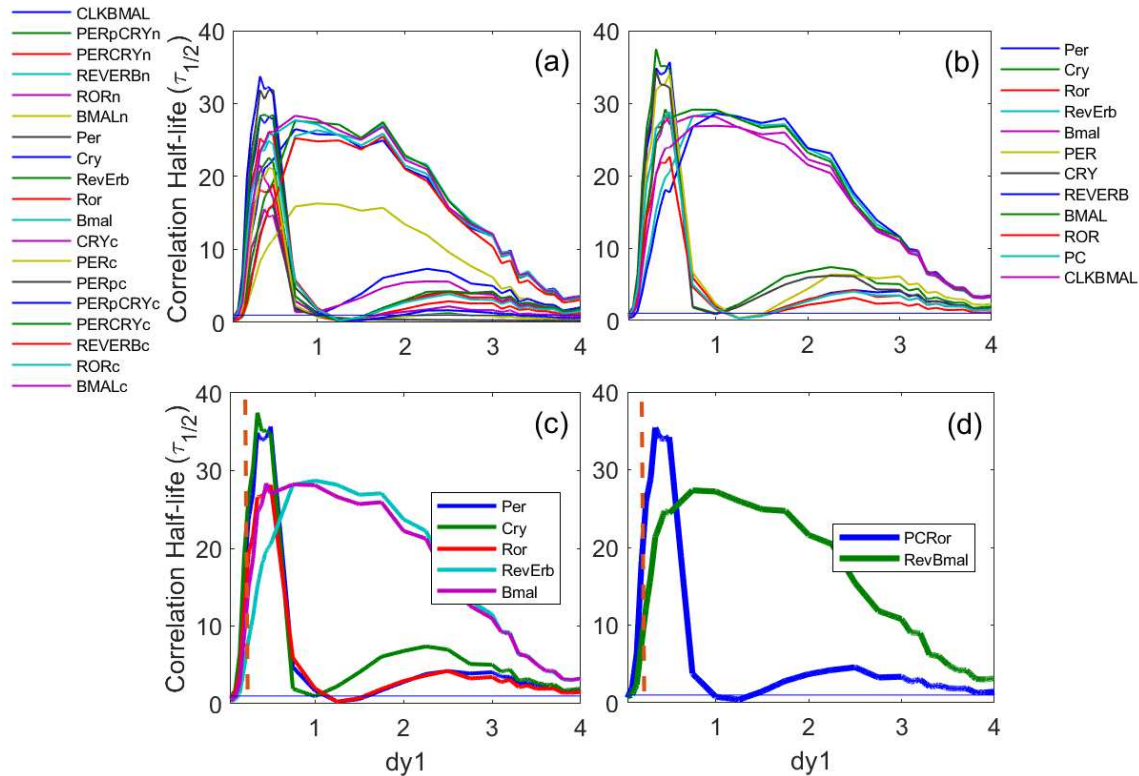 CLKBMAL
PERpCRYn
PERCRYn
REVERBn
RORn
BMALn
Per
Cry
RevErb
Ror
Bmal
CRYc
PERc
PERpc
PERpCRYc
PERCRYc
REVERBc
RORc
BMALc
Correlation Half-life (τ1/2)
40
30
20
10
0
1
2
3
4
(a)
40
30
20
10
0
1
2
3
4
(b)
Per
Cry
Ror
RevErb
Bmal
PER
CRY
REVERB
BMAL
ROR
PC
CLKBMAL
Correlation Half-life (τ1/2)
40
30
20
10
0
1
2
3
4
dy1
(c)
Per
Cry
Ror
RevErb
Bmal
40
30
20
10
0
1
2
3
4
dy1
(d)
PCRor
RevBmal